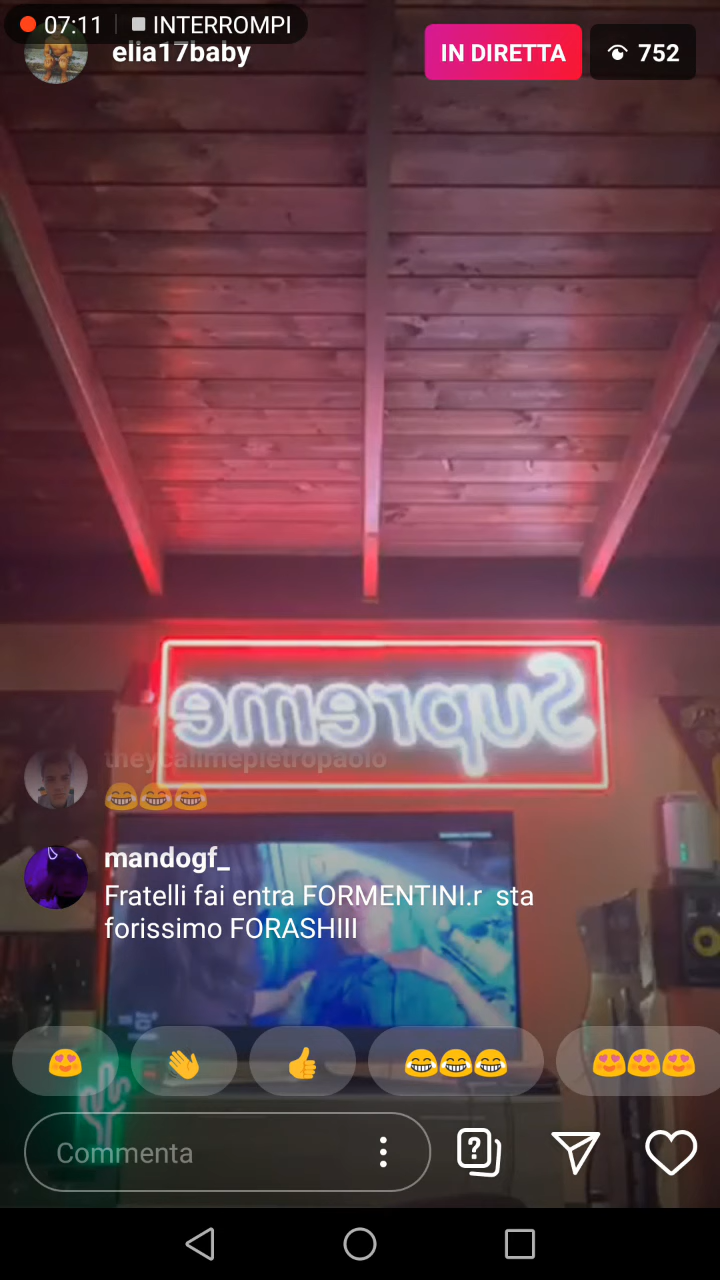 07:11 INTERROMPI
elia17baby
IN DIRETTA
752
Supreme
theycallmepietropaolo
😂😂😂
mandogf_
Fratelli fai entra FORMENTINI.r sta
forissimo FORASHIII
😍 👋 👍 😂😂😂 😍😍😍
Commenta